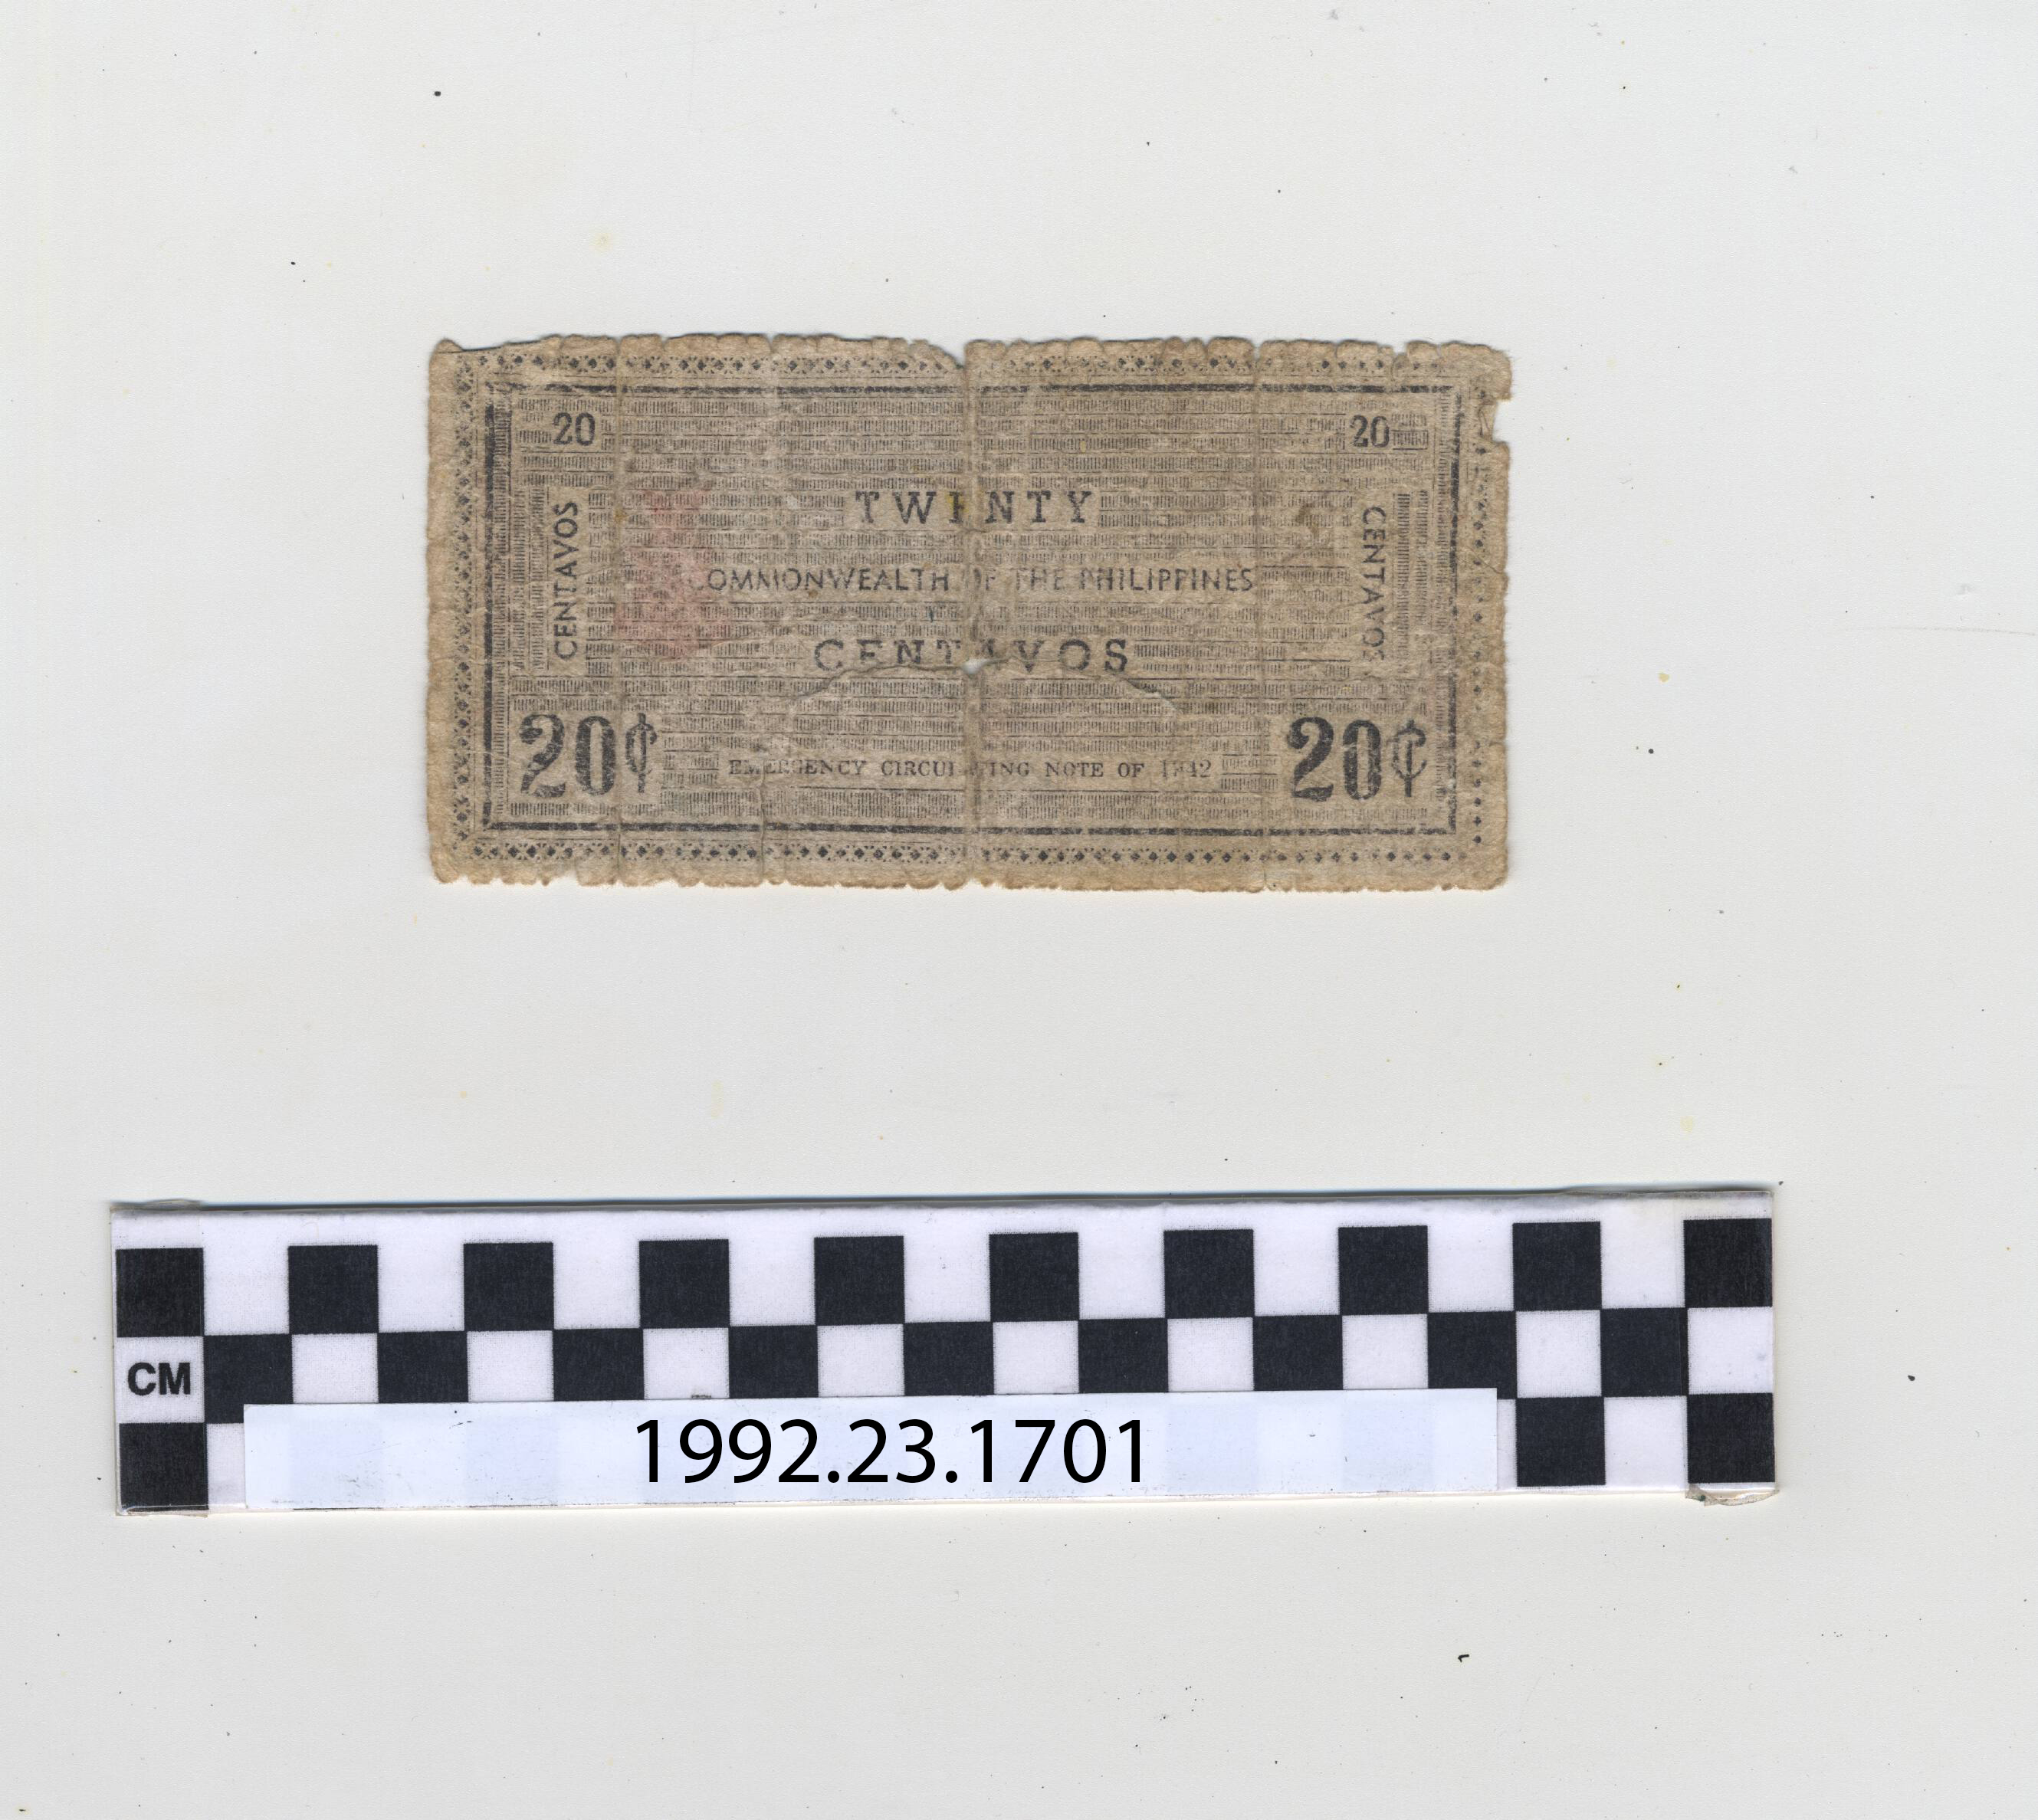 20 20
TWENTY
CENTAVOS CENTAVOS
COMMONWEALTH OF THE PHILIPPINES
CENTAVOS
20¢ 20¢
EMERGENCY CIRCULATING NOTE OF 1942
CM
1992.23.1701